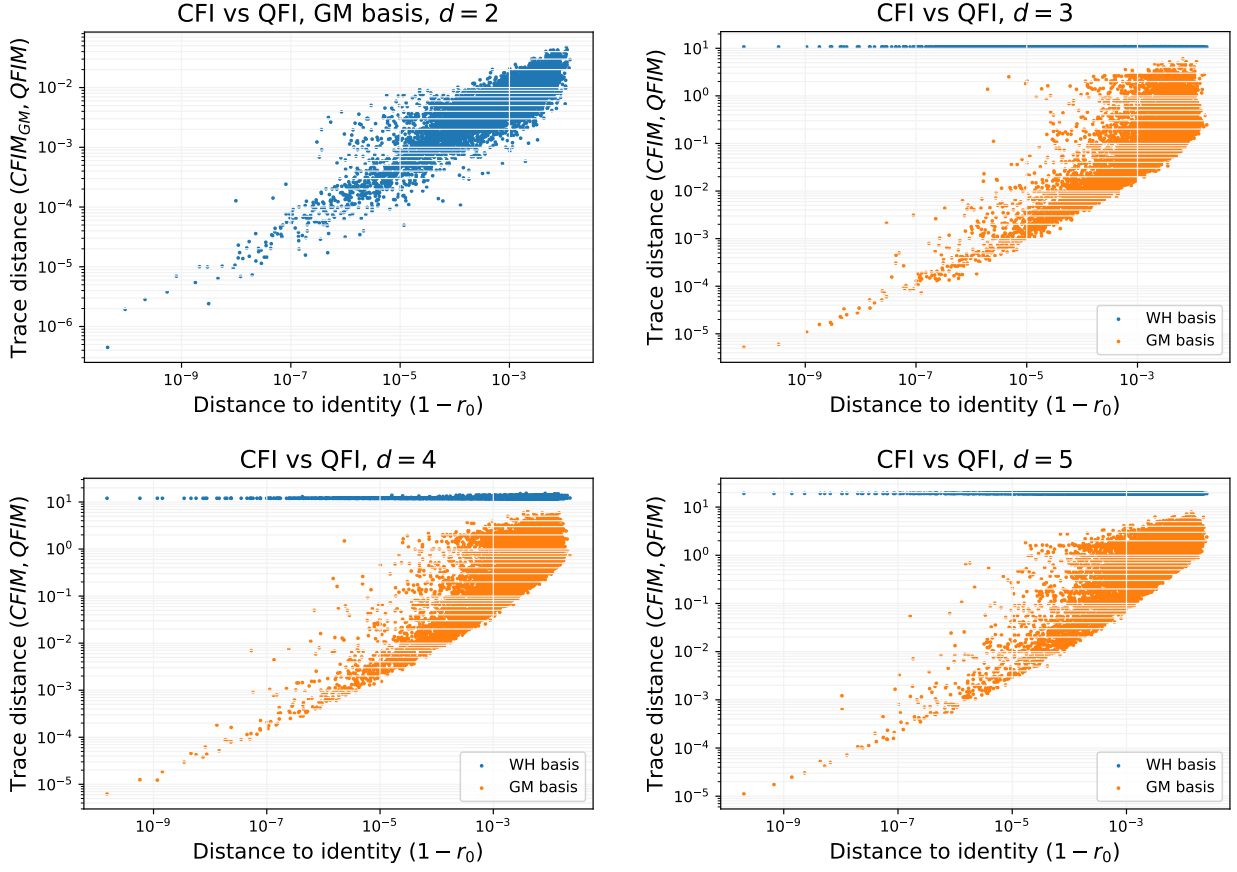 CFI vs QFI, GM basis, $d = 2$
Trace distance $(CFIM_{GM}, QFIM)$
$10^{-2}$
$10^{-3}$
$10^{-4}$
$10^{-5}$
$10^{-6}$
$10^{-9}$ $10^{-7}$ $10^{-5}$ $10^{-3}$
Distance to identity $(1 - r_0)$
CFI vs QFI, $d = 3$
Trace distance $(CFIM, QFIM)$
$10^{1}$
$10^{0}$
$10^{-1}$
$10^{-2}$
$10^{-3}$
$10^{-4}$
$10^{-5}$
WH basis
GM basis
$10^{-9}$ $10^{-7}$ $10^{-5}$ $10^{-3}$
Distance to identity $(1 - r_0)$
CFI vs QFI, $d = 4$
Trace distance $(CFIM, QFIM)$
$10^{1}$
$10^{0}$
$10^{-1}$
$10^{-2}$
$10^{-3}$
$10^{-4}$
$10^{-5}$
WH basis
GM basis
$10^{-9}$ $10^{-7}$ $10^{-5}$ $10^{-3}$
Distance to identity $(1 - r_0)$
CFI vs QFI, $d = 5$
Trace distance $(CFIM, QFIM)$
$10^{1}$
$10^{0}$
$10^{-1}$
$10^{-2}$
$10^{-3}$
$10^{-4}$
$10^{-5}$
WH basis
GM basis
$10^{-9}$ $10^{-7}$ $10^{-5}$ $10^{-3}$
Distance to identity $(1 - r_0)$